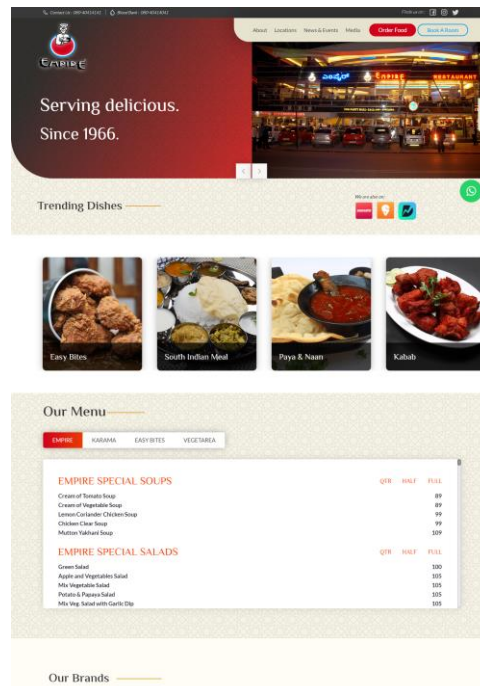 Follow us on :
About Locations News & Events Media Order Food Book A Room
EMPIRE
ಎಂಪೈರ್ EMPIRE RESTAURANT
Serving delicious.
Since 1966.
Trending Dishes
We are also on:
Easy Bites
South Indian Meal
Paya & Naan
Kabab
Our Menu
EMPIRE KARAMA EASY BITES VEGETAREA
EMPIRE SPECIAL SOUPS QTR HALF FULL
Cream of Tomato Soup 89
Cream of Vegetable Soup 89
Lemon Coriander Chicken Soup 99
Chicken Clear Soup 99
Mutton Yakhani Soup 109
EMPIRE SPECIAL SALADS QTR HALF FULL
Green Salad 100
Apple and Vegetables Salad 105
Mix Vegetable Salad 105
Potato & Papaya Salad 105
Mix Veg. Salad with Garlic Dip 105
Our Brands